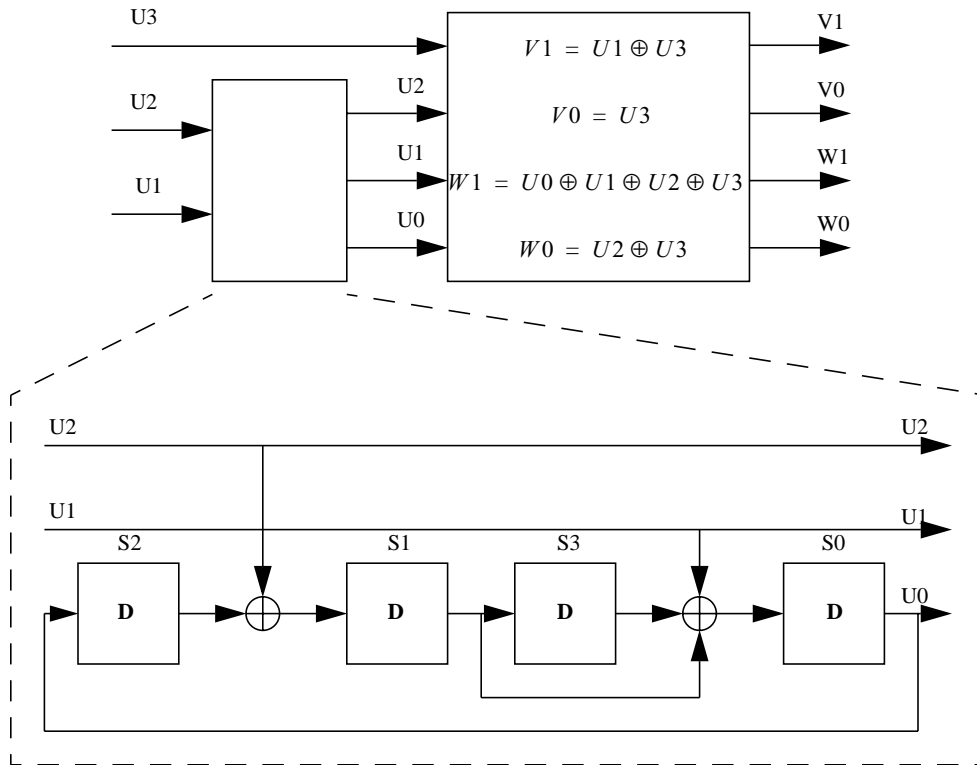 U3
V1
V1 = U1 ⊕ U3
U2
U2
V0
V0 = U3
U1
U1
W1
W1 = U0 ⊕ U1 ⊕ U2 ⊕ U3
U0
W0
W0 = U2 ⊕ U3
U2
U2
U1
U1
S2
S1
S3
S0
D
D
D
D
U0